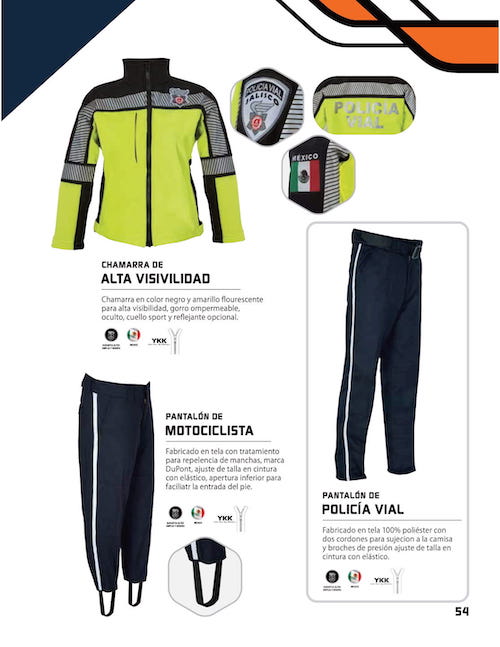 POLICIA VIAL
JALISCO
POLICIA
VIAL
MÉXICO
CHAMARRA DE
ALTA VISIVILIDAD
Chamarra en color negro y amarillo flourescente
para alta visibilidad, gorro ompermeable,
oculto, cuello sport y reflejante opcional.
MÉXICO
YKK
PANTALÓN DE
MOTOCICLISTA
Fabricado en tela con tratamiento
para repelencia de manchas, marca
DuPont, ajuste de talla en cintura
con elástico, apertura inferior para
faciliatr la entrada del pie.
MÉXICO
YKK
PANTALÓN DE
POLICÍA VIAL
Fabricado en tela 100% poliéster con
dos cordones para sujecion a la camisa
y broches de presión ajuste de talla en
cintura con elástico.
MÉXICO
YKK
54